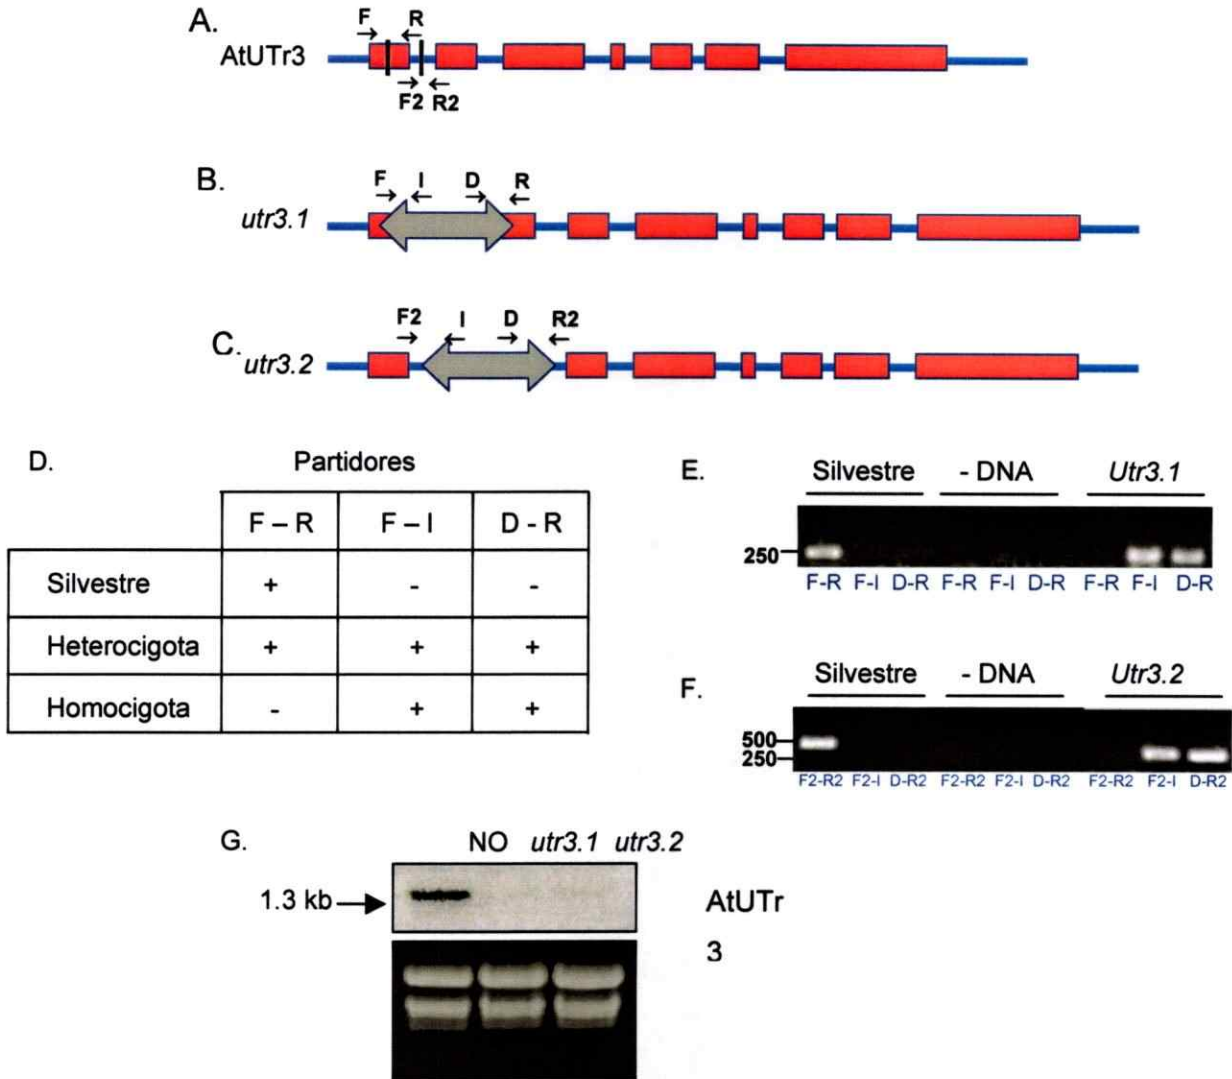 A.
F R
AtUTr3
F2 R2
B.
F I D R
utr3.1
F2 I D R2
C.
utr3.2
D. Partidores
F – R F – I D - R
Silvestre + - -
Heterocigota + + +
Homocigota - + +
E. Silvestre - DNA Utr3.1
250
F-R F-I D-R F-R F-I D-R F-R F-I D-R
F. Silvestre - DNA Utr3.2
500
250
F2-R2 F2-I D-R2 F2-R2 F2-I D-R2 F2-R2 F2-I D-R2
G. NO utr3.1 utr3.2
1.3 kb
AtUTr
3